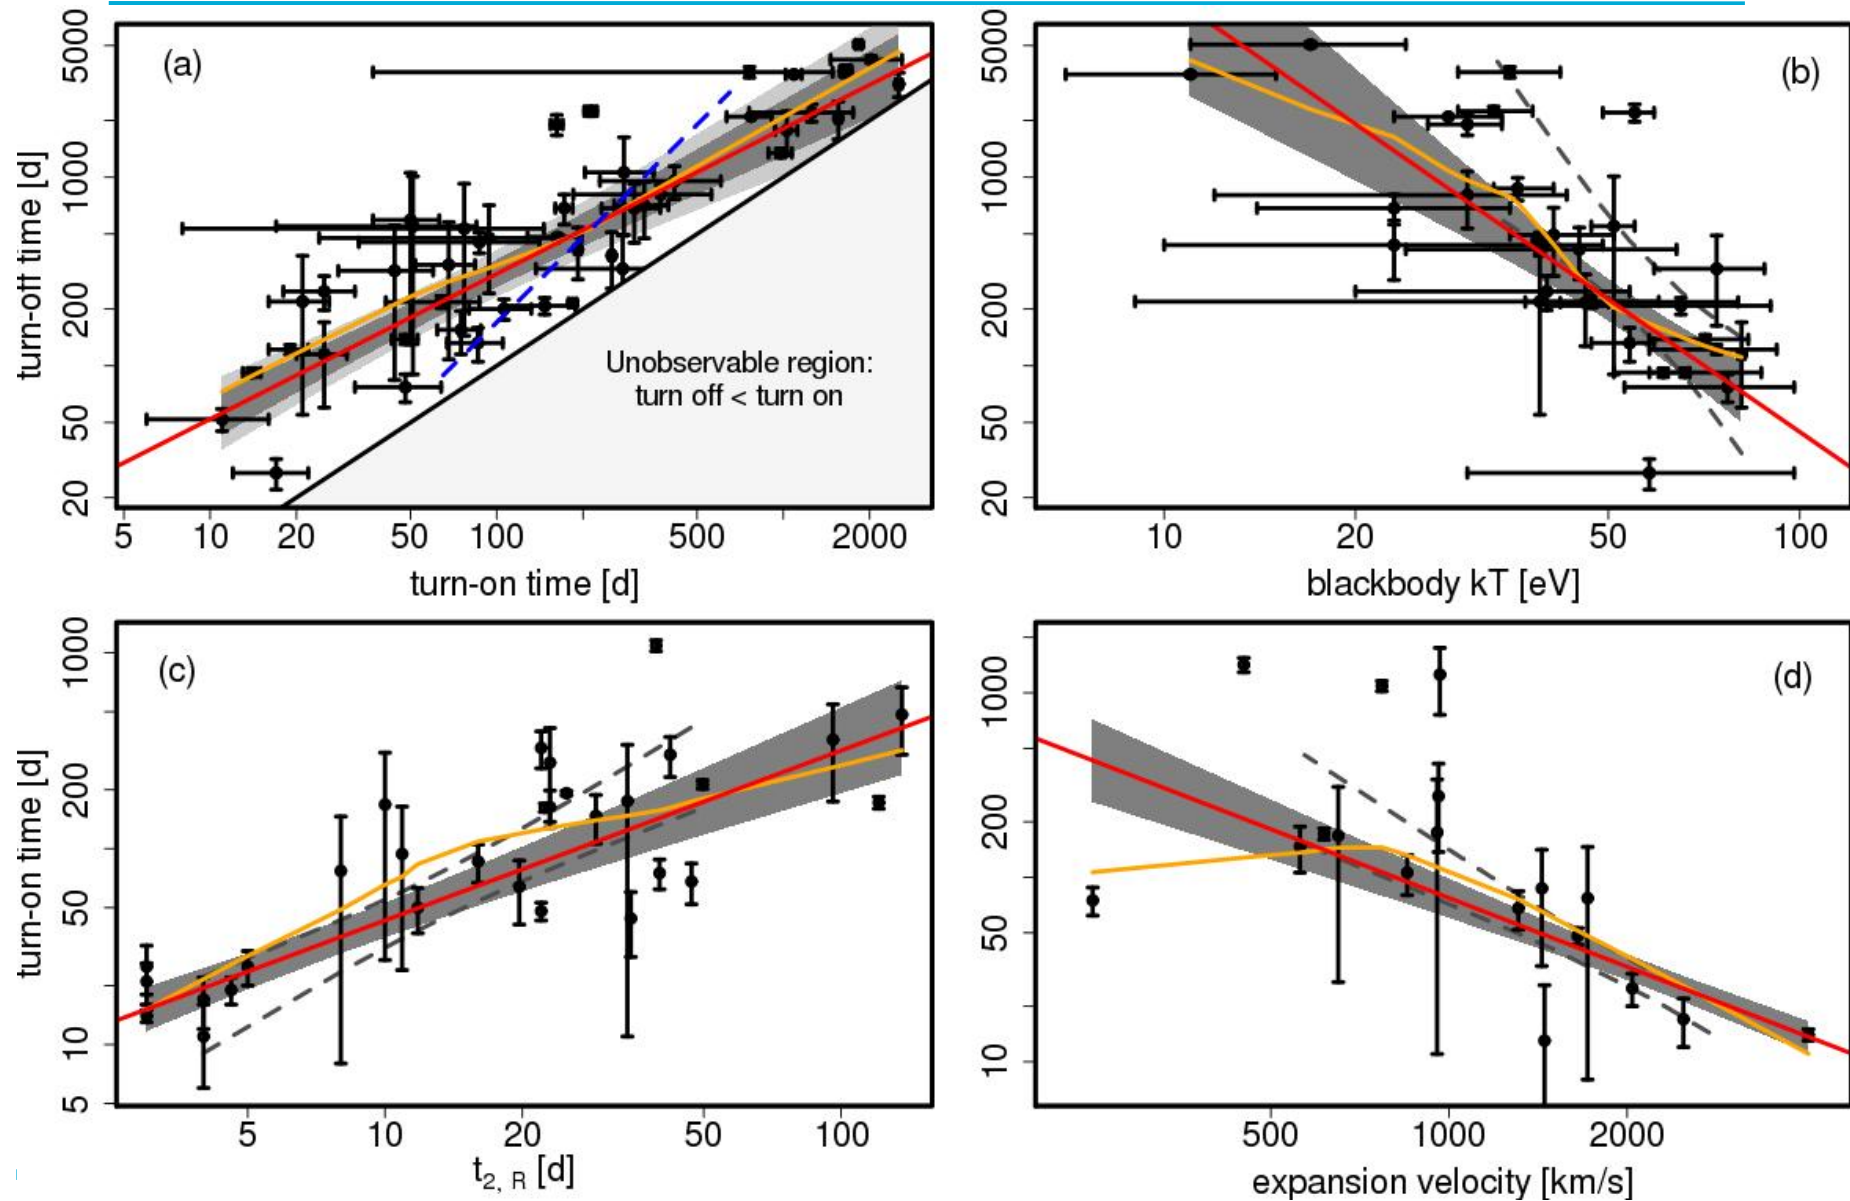 (a)
turn-off time [d]
5000
1000
200
50
20
Unobservable region:
turn off < turn on
5 10 20 50 100 500 2000
turn-on time [d]
(b)
5000
1000
200
50
20
10 20 50 100
blackbody kT [eV]
(c)
turn-on time [d]
1000
200
50
10
5
5 10 20 50 100
t2, R [d]
(d)
1000
200
50
10
500 1000 2000
expansion velocity [km/s]